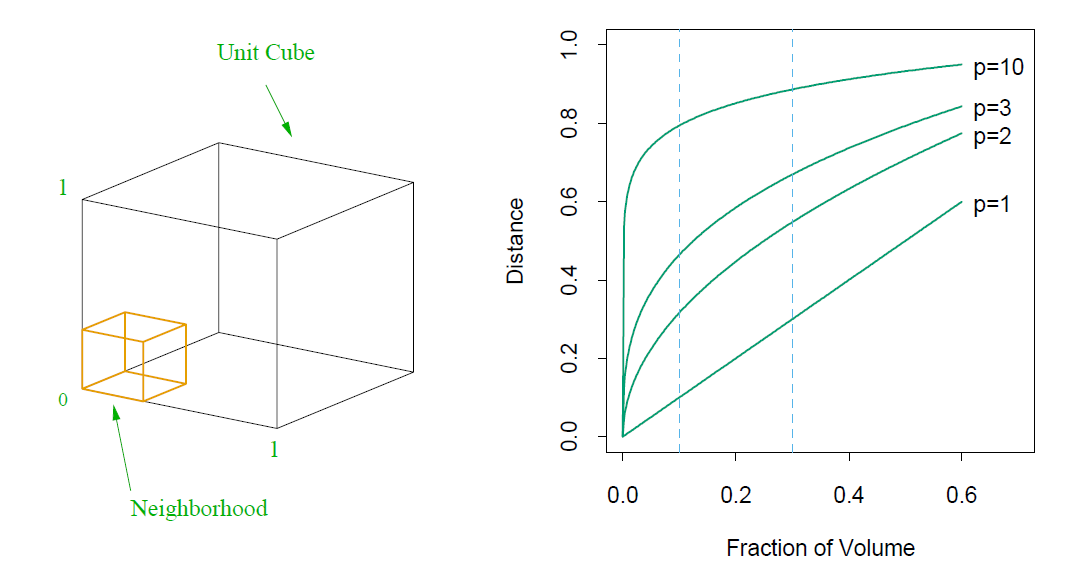 Unit Cube
1
0
1
Neighborhood
1.0
0.8
0.6
0.4
0.2
0.0
Distance
p=10
p=3
p=2
p=1
0.0 0.2 0.4 0.6
Fraction of Volume